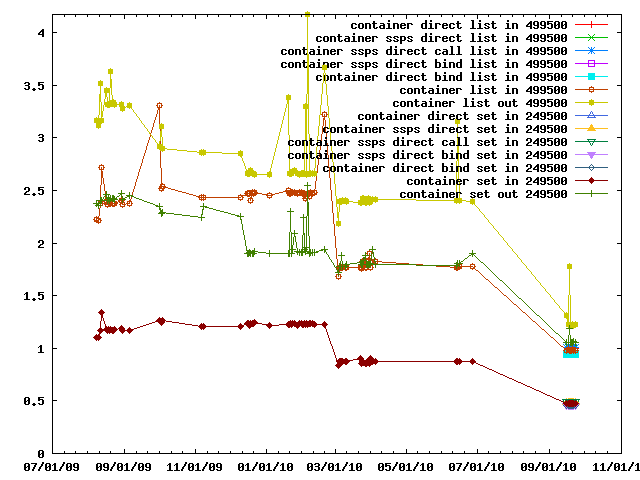 4
container direct list in 499500
container ssps direct list in 499500
container ssps direct call list in 499500
container ssps direct bind list in 499500
container direct bind list in 499500
container list in 499500
container list out 499500
container direct set in 249500
container ssps direct set in 249500
container ssps direct call set in 249500
container ssps direct bind set in 249500
container direct bind set in 249500
container set in 249500
container set out 249500
3.5
3
2.5
2
1.5
1
0.5
0
07/01/09 09/01/09 11/01/09 01/01/10 03/01/10 05/01/10 07/01/10 09/01/10 11/01/1